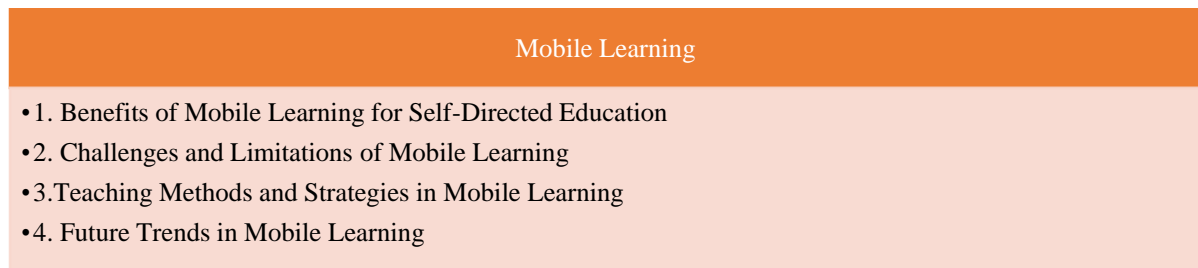 Mobile Learning
•1. Benefits of Mobile Learning for Self-Directed Education
•2. Challenges and Limitations of Mobile Learning
•3.Teaching Methods and Strategies in Mobile Learning
•4. Future Trends in Mobile Learning